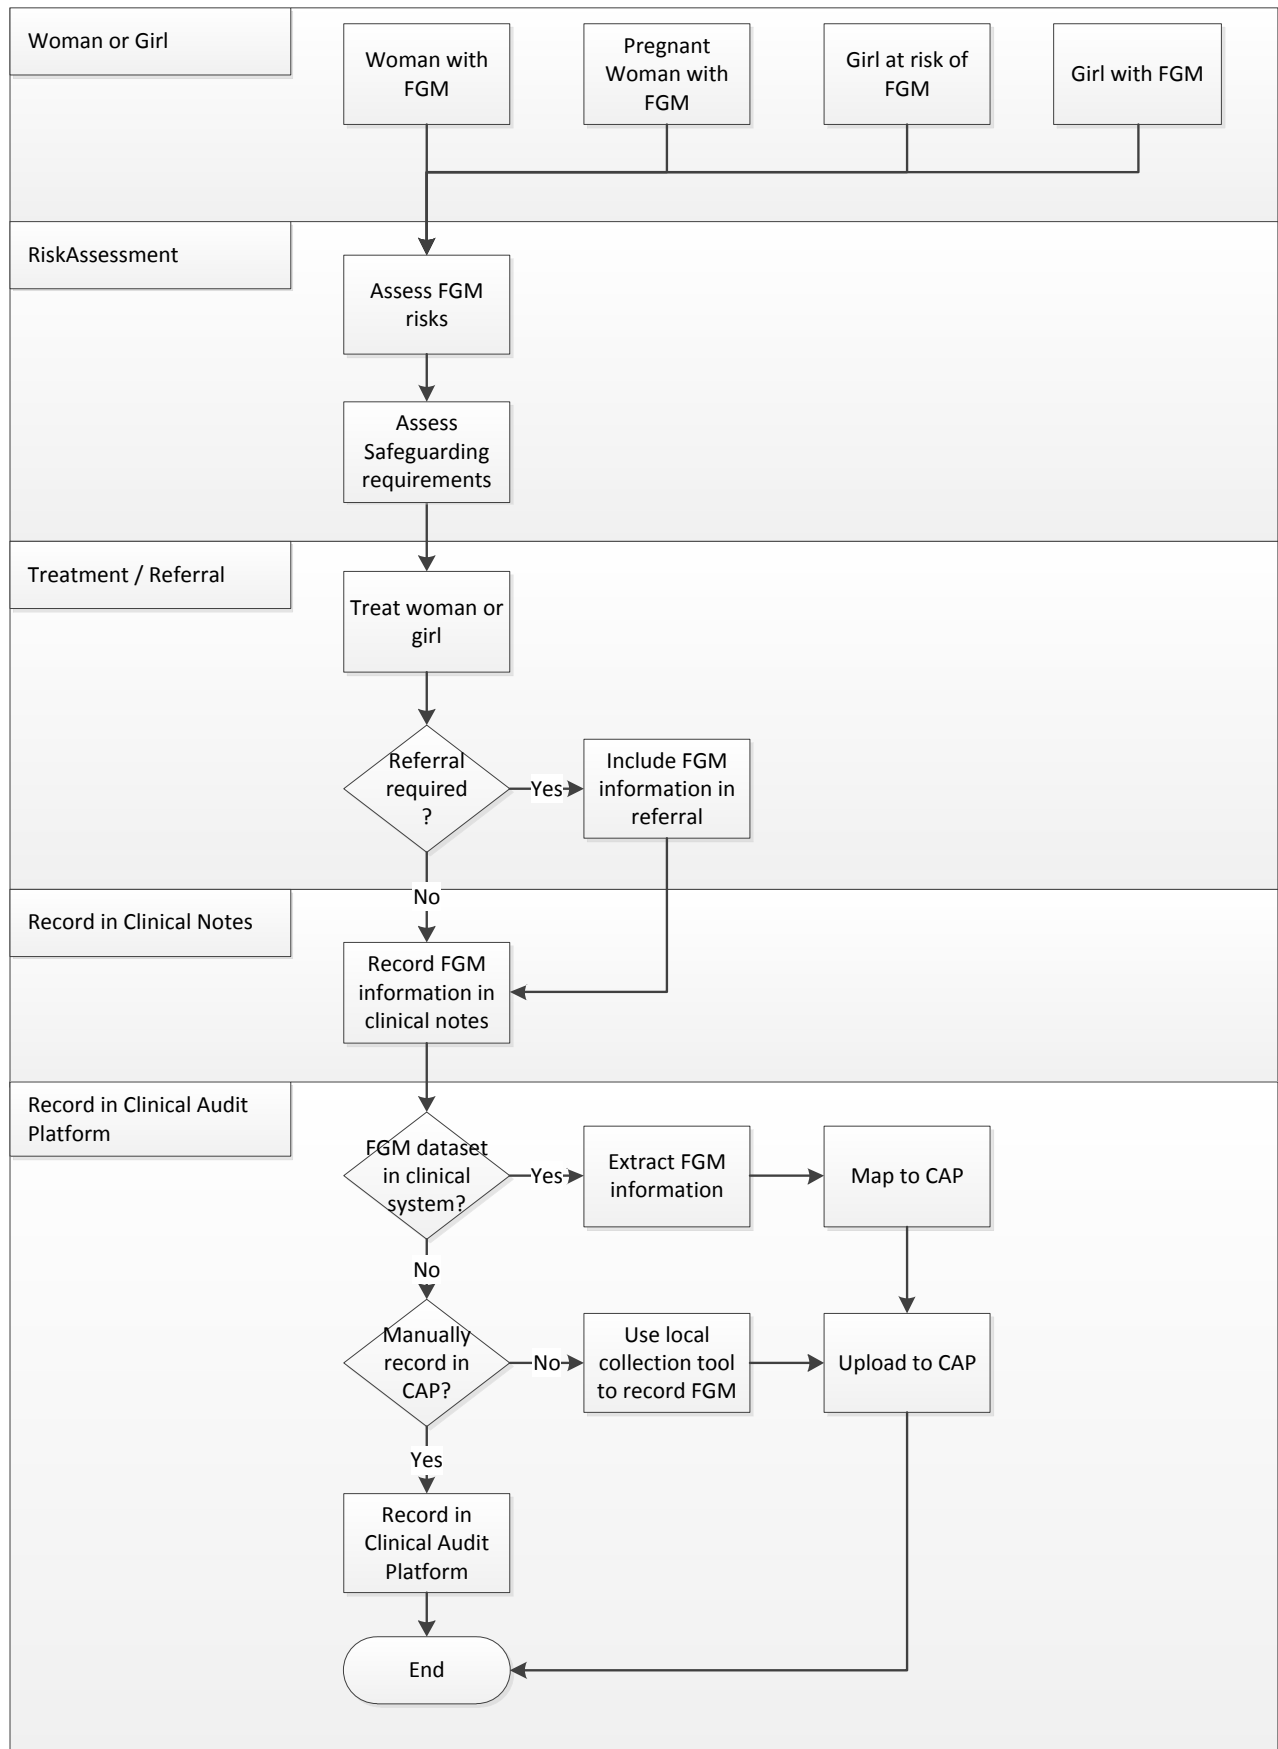 Woman or Girl
Woman with
FGM
Pregnant
Woman with
FGM
Girl at risk of
FGM
Girl with FGM
RiskAssessment
Assess FGM
risks
Assess
Safeguarding
requirements
Treatment / Referral
Treat woman or
girl
Referral
required
?
Yes
Include FGM
information in
referral
No
Record in Clinical Notes
Record FGM
information in
clinical notes
Record in Clinical Audit
Platform
FGM dataset
in clinical
system?
Yes
Extract FGM
information
Map to CAP
No
Manually
record in
CAP?
No
Use local
collection tool
to record FGM
Upload to CAP
Yes
Record in
Clinical Audit
Platform
End